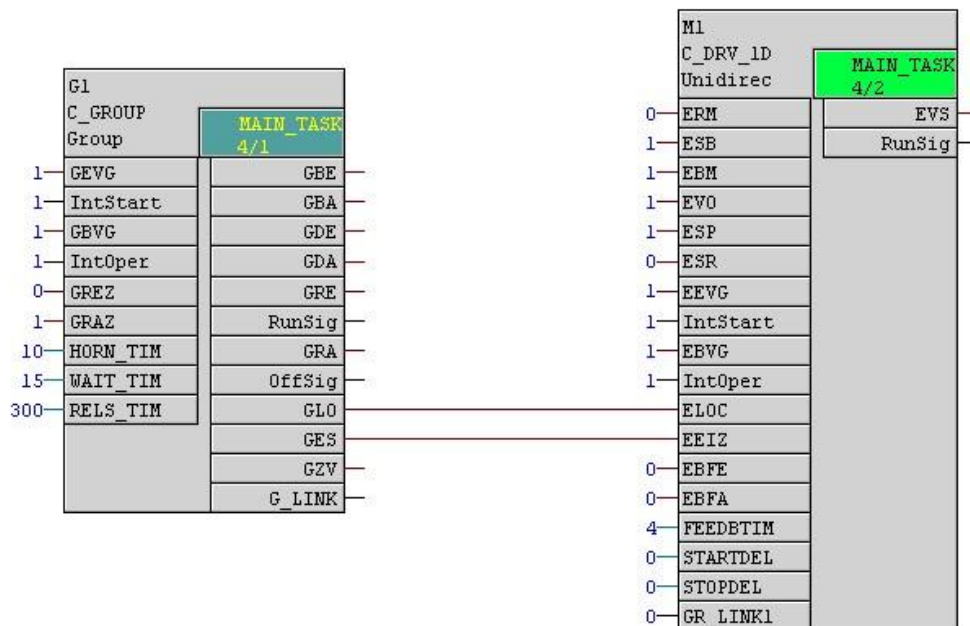 G1
C_GROUP
Group
MAIN_TASK
4/1
1 GEVG GBE
1 IntStart GBA
1 GBVG GDE
1 IntOper GDA
0 GREZ GRE
1 GRAZ RunSig
10 HORN_TIM GRA
15 WAIT_TIM OffSig
300 RELS_TIM GLO
GES
GZV
G_LINK
M1
C_DRV_1D
Unidirec
MAIN_TASK
4/2
0 ERM EVS
1 ESB RunSig
1 EBM
1 EVO
1 ESP
0 ESR
1 EEVG
1 IntStart
1 EBVG
1 IntOper
ELOC
EEIZ
0 EBFE
0 EBFA
4 FEEDBTIM
0 STARTDEL
0 STOPDEL
0 GR_LINK1